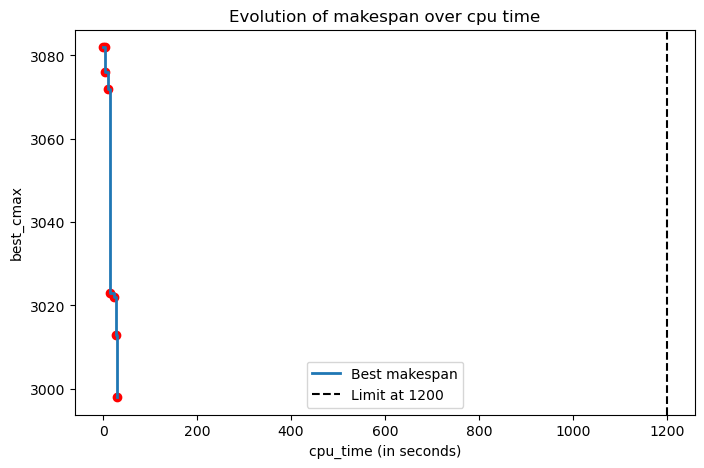 Evolution of makespan over cpu time
best_cmax
3080
3060
3040
3020
3000
Best makespan
Limit at 1200
0
200
400
600
800
1000
1200
cpu_time (in seconds)